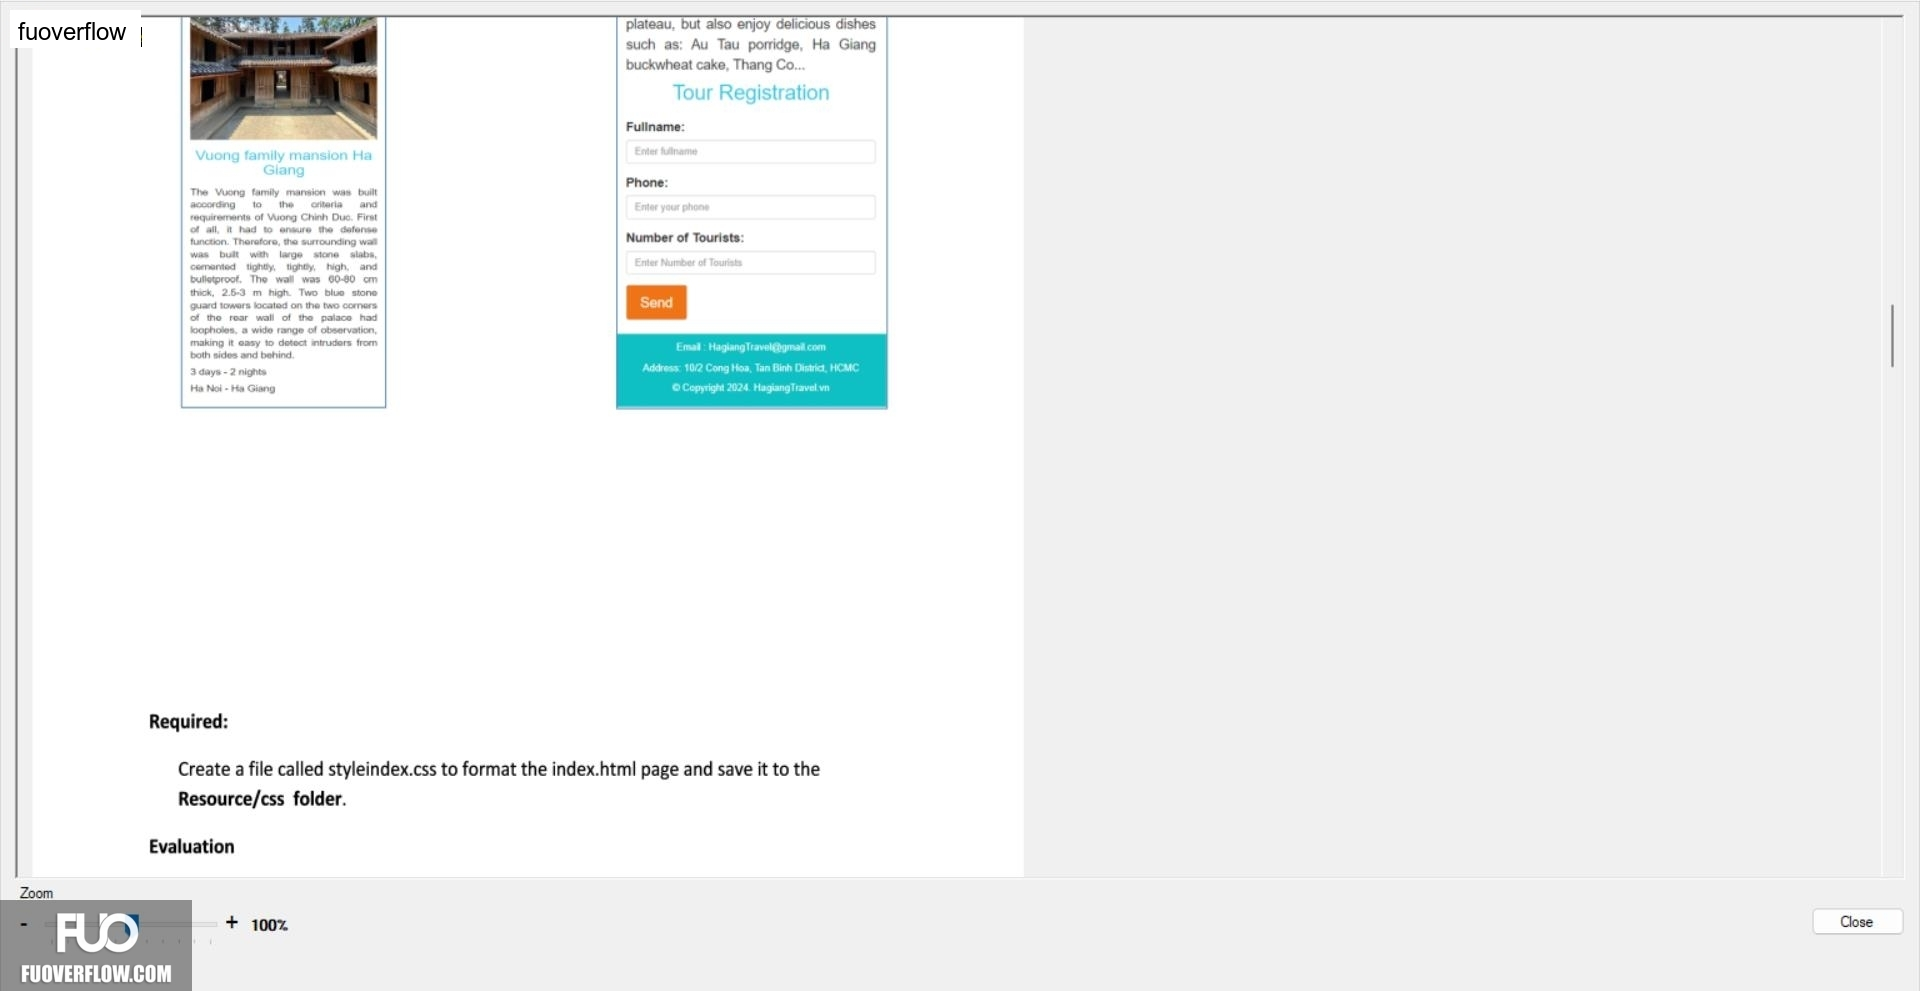 fuoverflow
Vuong family mansion Ha
Giang
The Vuong family mansion was built
according to the criteria and
requirements of Vuong Chinh Duc. First
of all, it had to ensure the defense
function. Therefore, the surrounding wall
was built with large stone slabs,
cemented tightly, tightly, high, and
bulletproof. The wall was 60-80 cm
thick, 2.5-3 m high. Two blue stone
guard towers located on the two corners
of the rear wall of the palace had
loopholes, a wide range of observation,
making it easy to detect intruders from
both sides and behind.
3 days - 2 nights
Ha Noi - Ha Giang
plateau, but also enjoy delicious dishes
such as: Au Tau porridge, Ha Giang
buckwheat cake, Thang Co...
Tour Registration
Fullname:
Enter fullname
Phone:
Enter your phone
Number of Tourists:
Enter Number of Tourists
Send
Email : HagiangTravel@gmail.com
Address: 10/2 Cong Hoa, Tan Binh District, HCMC
© Copyright 2024. HagiangTravel.vn
Required:
Create a file called styleindex.css to format the index.html page and save it to the
Resource/css folder.
Evaluation
Zoom
- + 100%
Close
FUO
FUOVERFLOW.COM